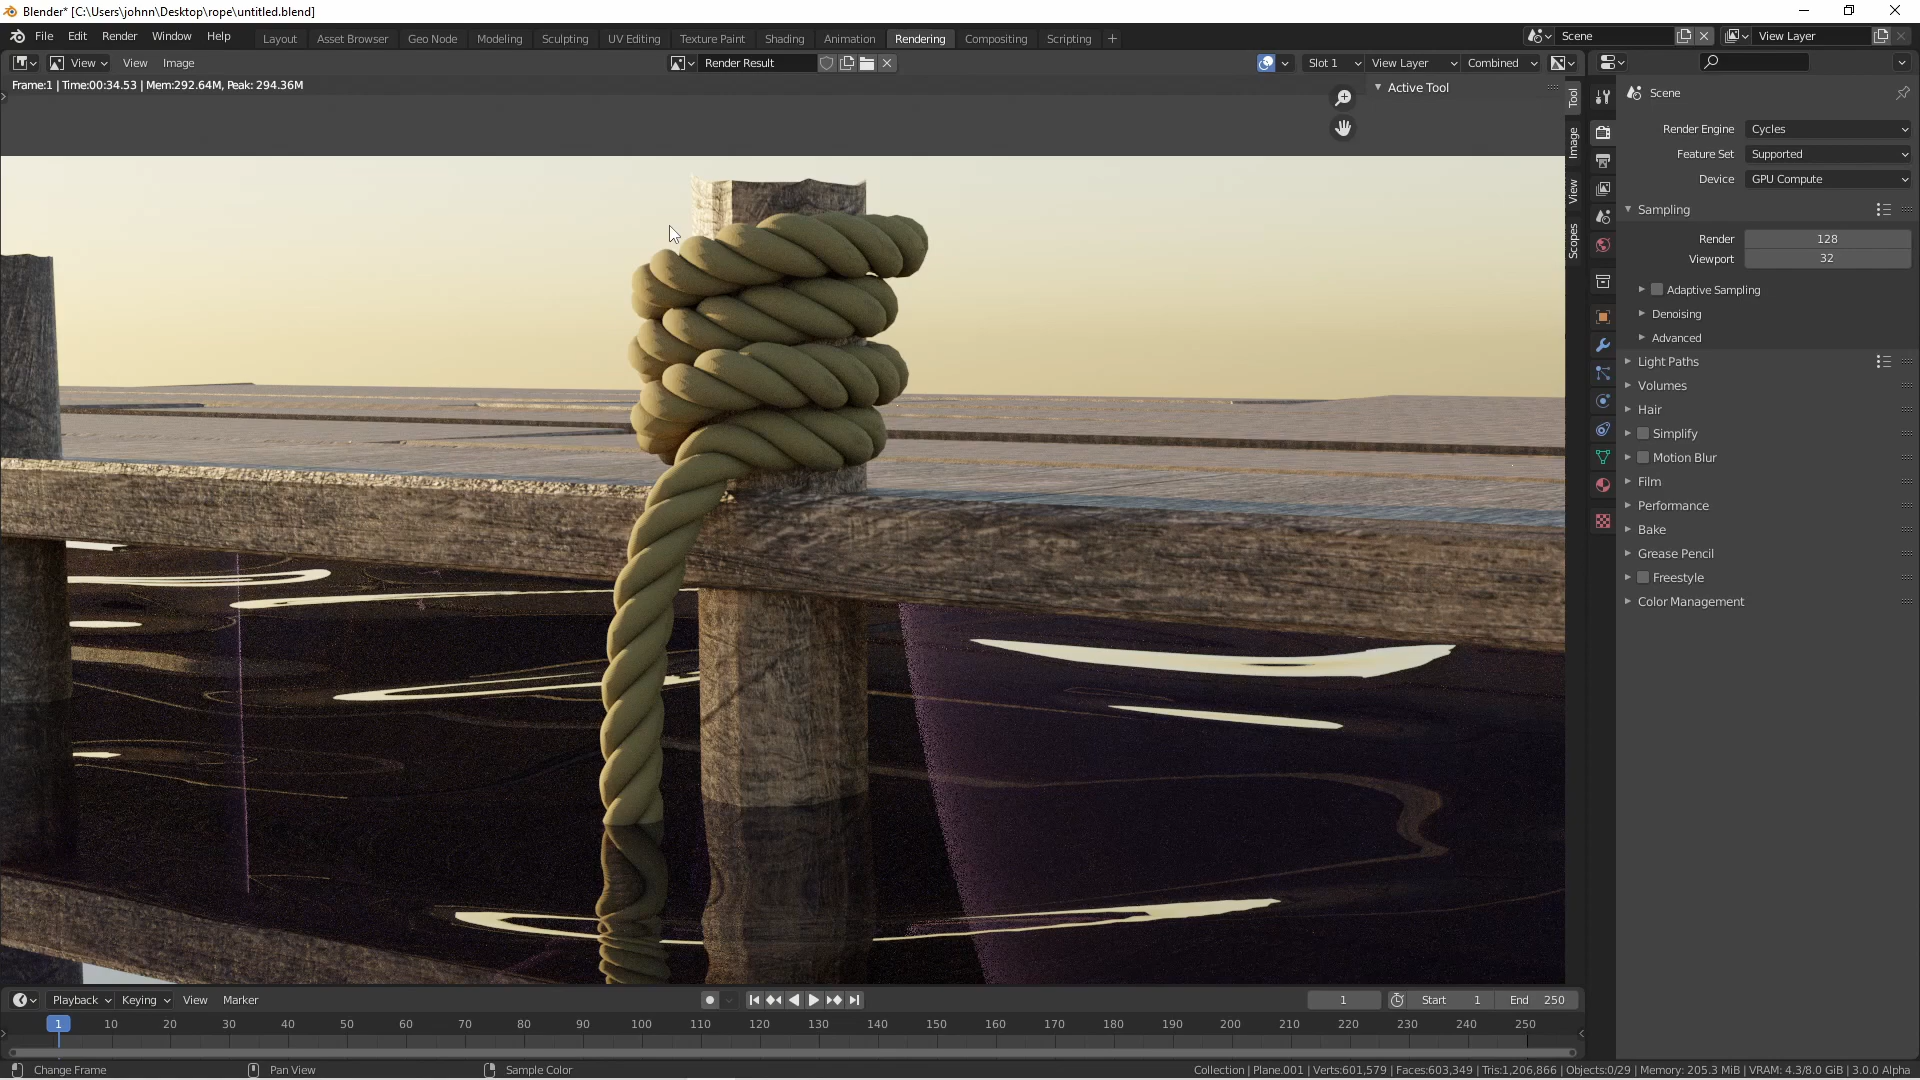 Blender* [C:\Users\johnn\Desktop\rope\untitled.blend]
File Edit Render Window Help Layout Asset Browser Geo Node Modeling Sculpting UV Editing Texture Paint Shading Animation Rendering Compositing Scripting + Scene View Layer
View View Image Render Result Slot 1 View Layer Combined
Frame:1 | Time:00:34.53 | Mem:292.64M, Peak: 294.36M
Active Tool
Tool
Image
View
Scopes
Scene
Render Engine Cycles
Feature Set Supported
Device GPU Compute
Sampling
Render 128
Viewport 32
Adaptive Sampling
Denoising
Advanced
Light Paths
Volumes
Hair
Simplify
Motion Blur
Film
Performance
Bake
Grease Pencil
Freestyle
Color Management
Playback Keying View Marker 1 Start 1 End 250
1 10 20 30 40 50 60 70 80 90 100 110 120 130 140 150 160 170 180 190 200 210 220 230 240 250
Change Frame Pan View Sample Color Collection | Plane.001 | Verts:601,579 | Faces:603,349 | Tris:1,206,866 | Objects:0/29 | Memory: 205.3 MiB | VRAM: 4.3/8.0 GiB | 3.0.0 Alpha